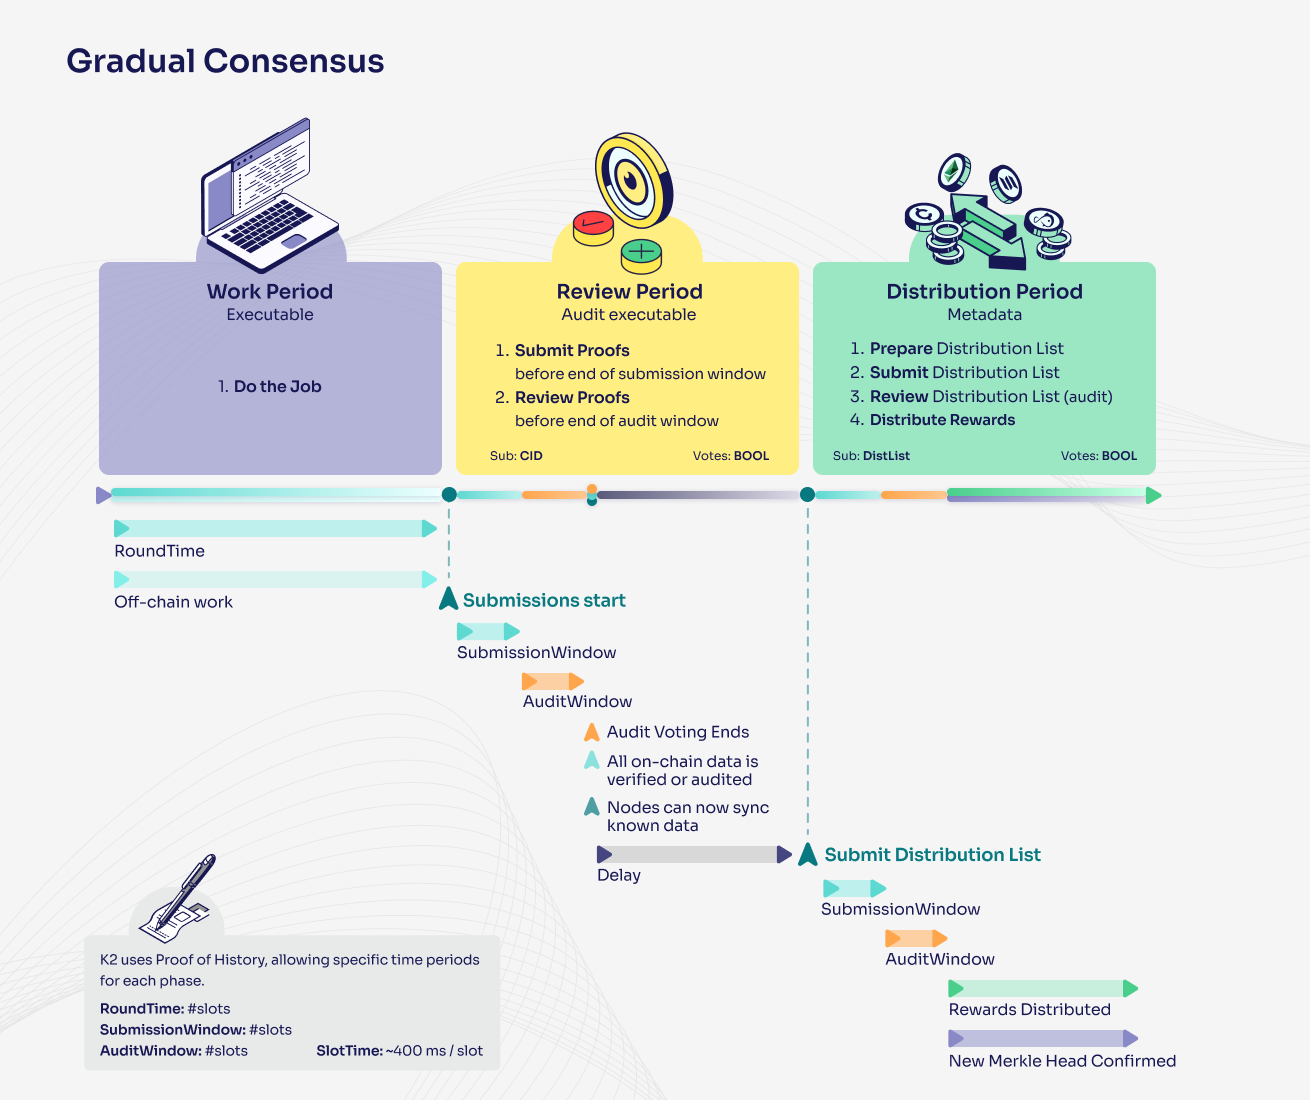 Gradual Consensus
Work Period
Executable
1. Do the Job
Review Period
Audit executable
1. Submit Proofs
before end of submission window
2. Review Proofs
before end of audit window
Sub: CID
Votes: BOOL
Distribution Period
Metadata
1. Prepare Distribution List
2. Submit Distribution List
3. Review Distribution List (audit)
4. Distribute Rewards
Sub: DistList
Votes: BOOL
RoundTime
Off-chain work
Submissions start
SubmissionWindow
AuditWindow
Audit Voting Ends
All on-chain data is
verified or audited
Nodes can now sync
known data
Delay
Submit Distribution List
SubmissionWindow
AuditWindow
Rewards Distributed
New Merkle Head Confirmed
K2 uses Proof of History, allowing specific time periods
for each phase.
RoundTime: #slots
SubmissionWindow: #slots
AuditWindow: #slots
SlotTime: ~400 ms / slot